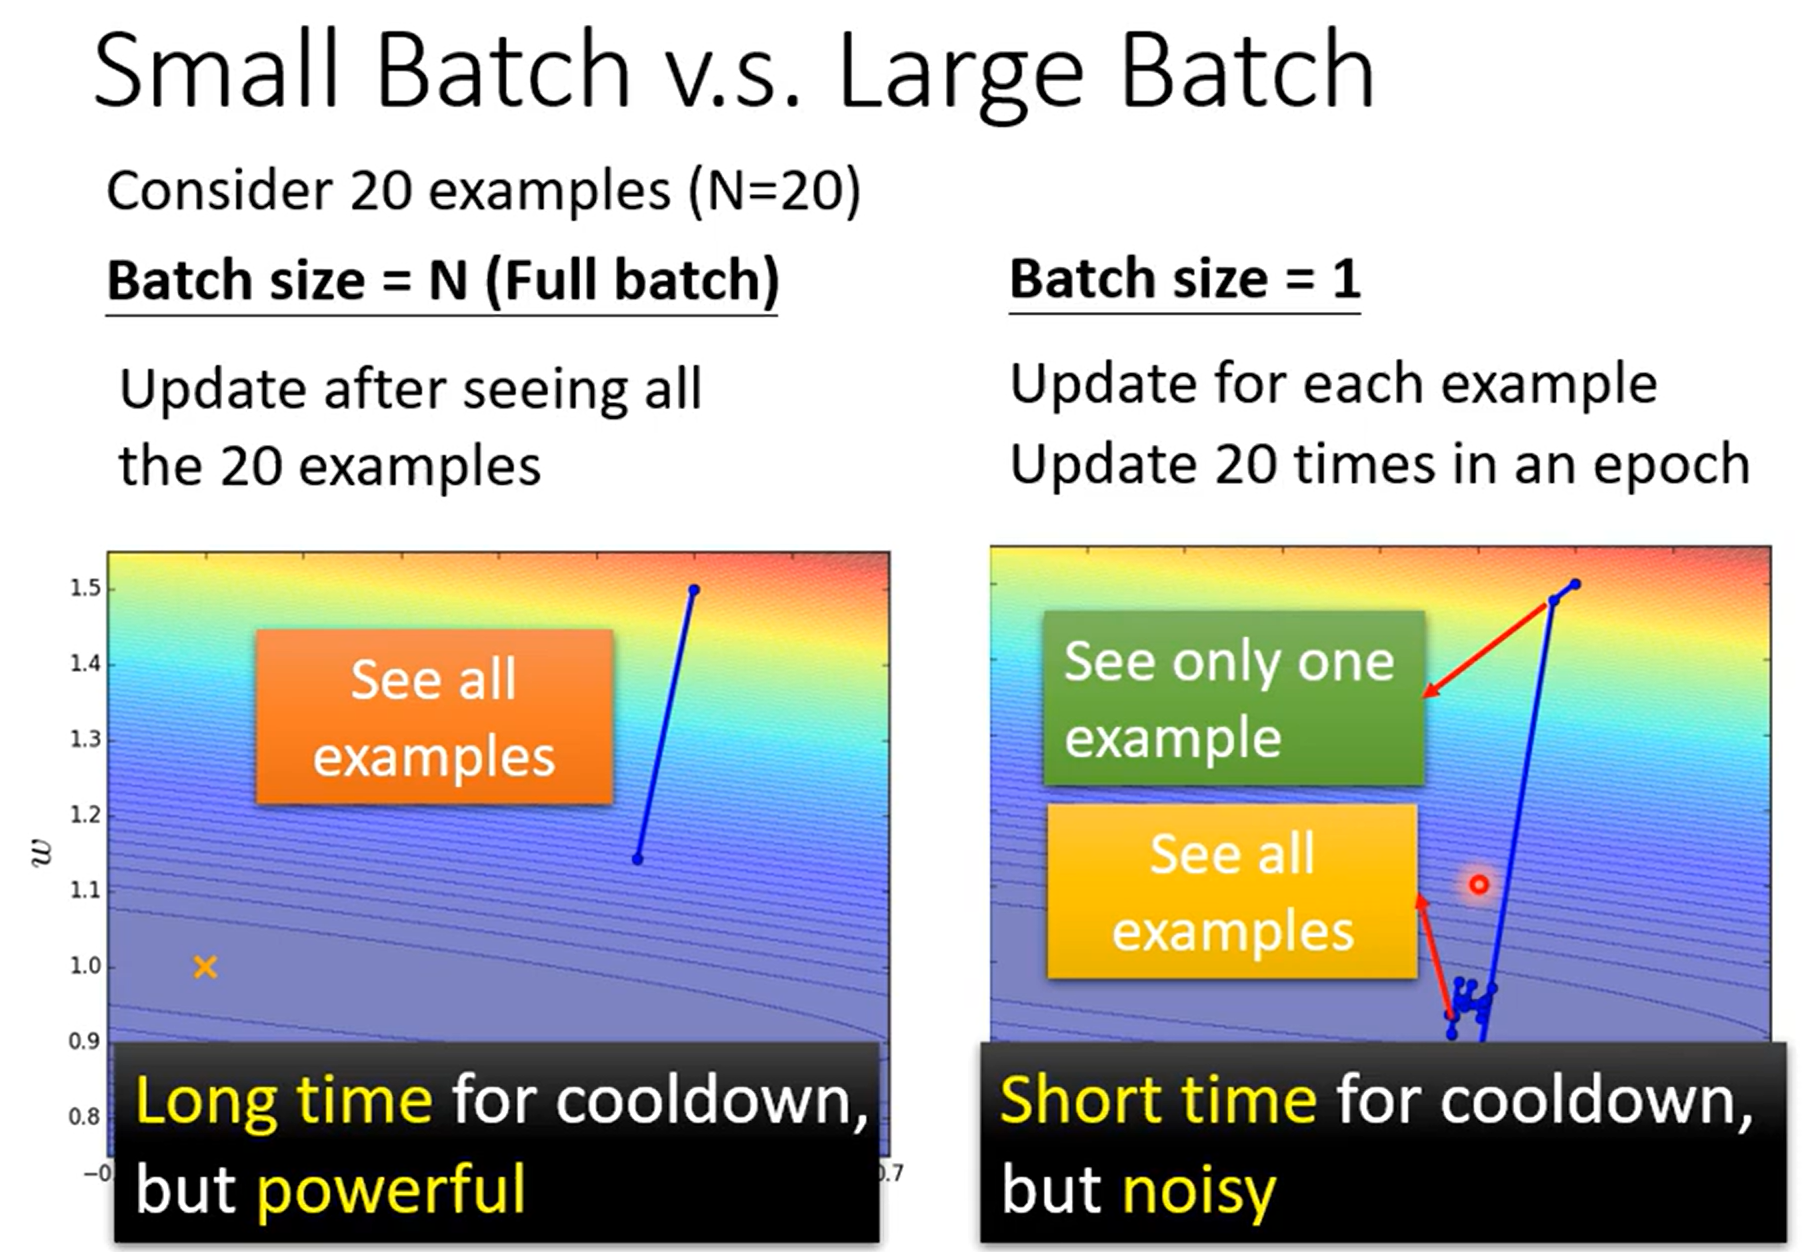 Small Batch v.s. Large Batch
Consider 20 examples (N=20)
Batch size = N (Full batch)
Update after seeing all
the 20 examples
See all
examples
1.5
1.4
1.3
1.2
1.1
1.0
0.9
0.8
w
Long time for cooldown,
but powerful
Batch size = 1
Update for each example
Update 20 times in an epoch
See only one
example
See all
examples
Short time for cooldown,
but noisy